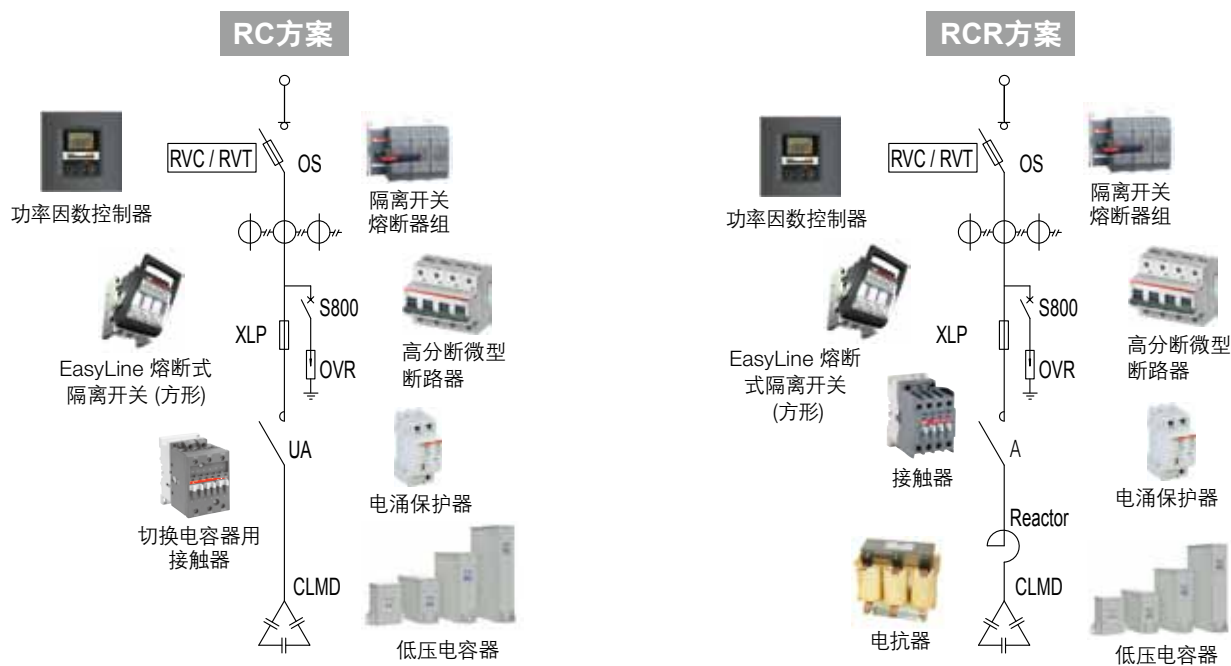 RC方案
RVC / RVT
OS
功率因数控制器
隔离开关
熔断器组
S800
XLP
OVR
EasyLine 熔断式
隔离开关 (方形)
高分断微型
断路器
UA
切换电容器用
接触器
电涌保护器
CLMD
低压电容器
RCR方案
RVC / RVT
OS
功率因数控制器
隔离开关
熔断器组
S800
XLP
OVR
EasyLine 熔断
式隔离开关
(方形)
高分断微型
断路器
A
接触器
电涌保护器
Reactor
CLMD
电抗器
低压电容器